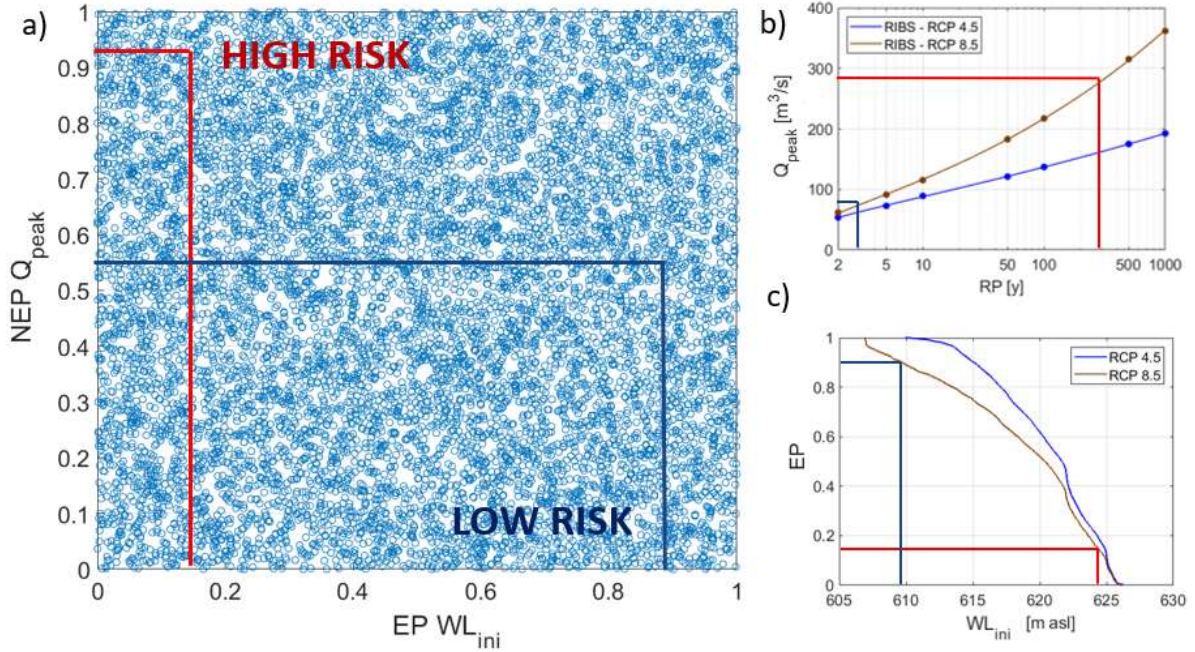 a)
HIGH RISK
LOW RISK
NEP Q_peak
1
0.9
0.8
0.7
0.6
0.5
0.4
0.3
0.2
0.1
0
0 0.2 0.4 0.6 0.8 1
EP WL_ini
b)
RIBS - RCP 4.5
RIBS - RCP 8.5
Q_peak [m³/s]
400
300
200
100
0
2 5 10 50 100 500 1000
RP [y]
c)
RCP 4.5
RCP 8.5
EP
1
0.8
0.6
0.4
0.2
0
605 610 615 620 625 630
WL_ini [m asl]